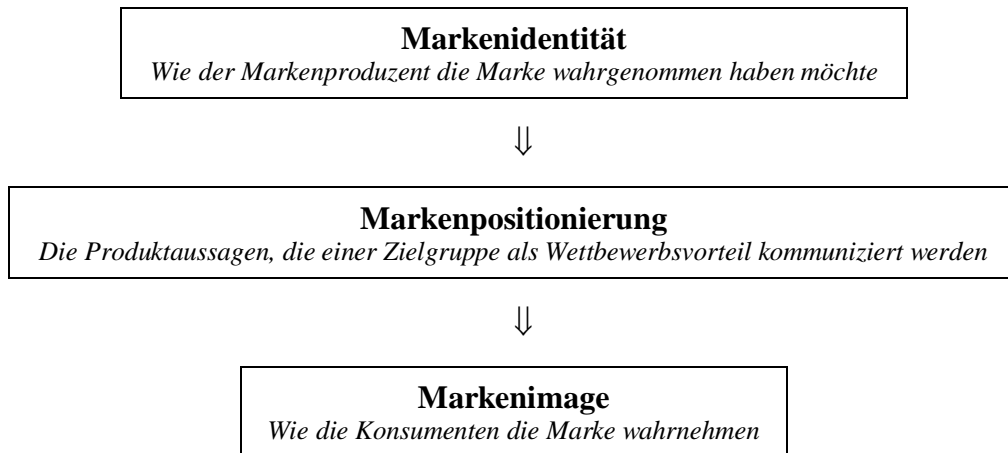 Markenidentität
Wie der Markenproduzent die Marke wahrgenommen haben möchte
⇓
Markenpositionierung
Die Produktaussagen, die einer Zielgruppe als Wettbewerbsvorteil kommuniziert werden
⇓
Markenimage
Wie die Konsumenten die Marke wahrnehmen